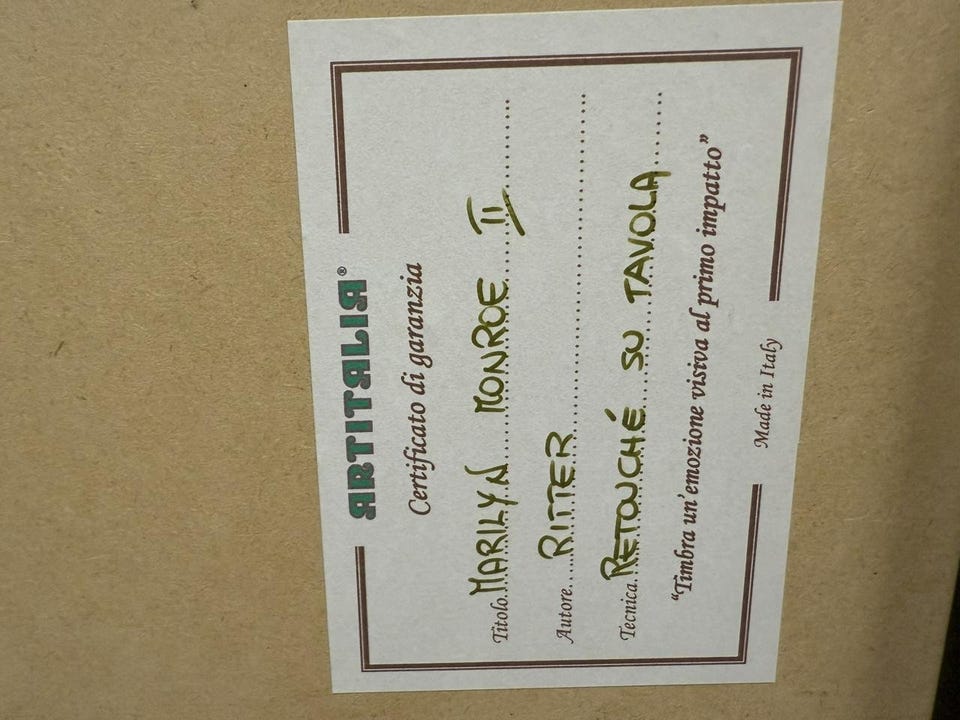 ARTITALIA®
Certificato di garanzia
Titolo MARILYN MONROE II
Autore RITTER
Tecnica RETOUCHÉ SU TAVOLA
"Timbra un'emozione visiva al primo impatto"
Made in Italy